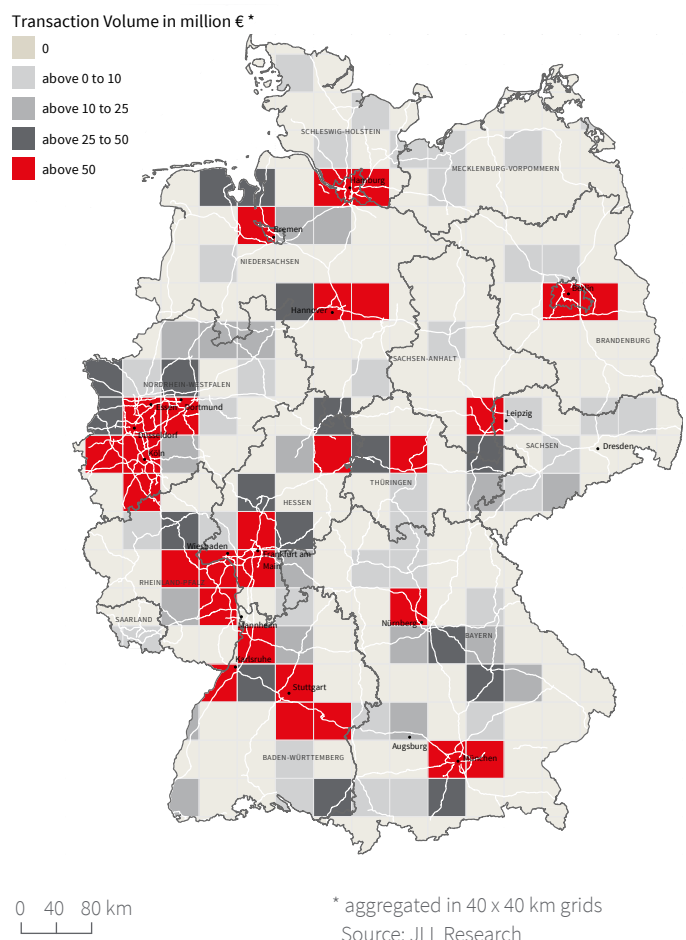 Transaction Volume in million € *
0
above 0 to 10
above 10 to 25
above 25 to 50
above 50
SCHLESWIG-HOLSTEIN
MECKLENBURG-VORPOMMERN
Hamburg
Bremen
NIEDERSACHSEN
Berlin
Hannover
BRANDENBURG
SACHSEN-ANHALT
NORDRHEIN-WESTFALEN
Essen
Dortmund
Leipzig
Düsseldorf
SACHSEN
Dresden
Köln
THÜRINGEN
HESSEN
Wiesbaden
Frankfurt am
Main
RHEINLAND-PFALZ
SAARLAND
Mannheim
Nürnberg
BAYERN
Karlsruhe
Stuttgart
Augsburg
BADEN-WÜRTTEMBERG
München
0 40 80 km
* aggregated in 40 x 40 km grids
Source: JLL Research